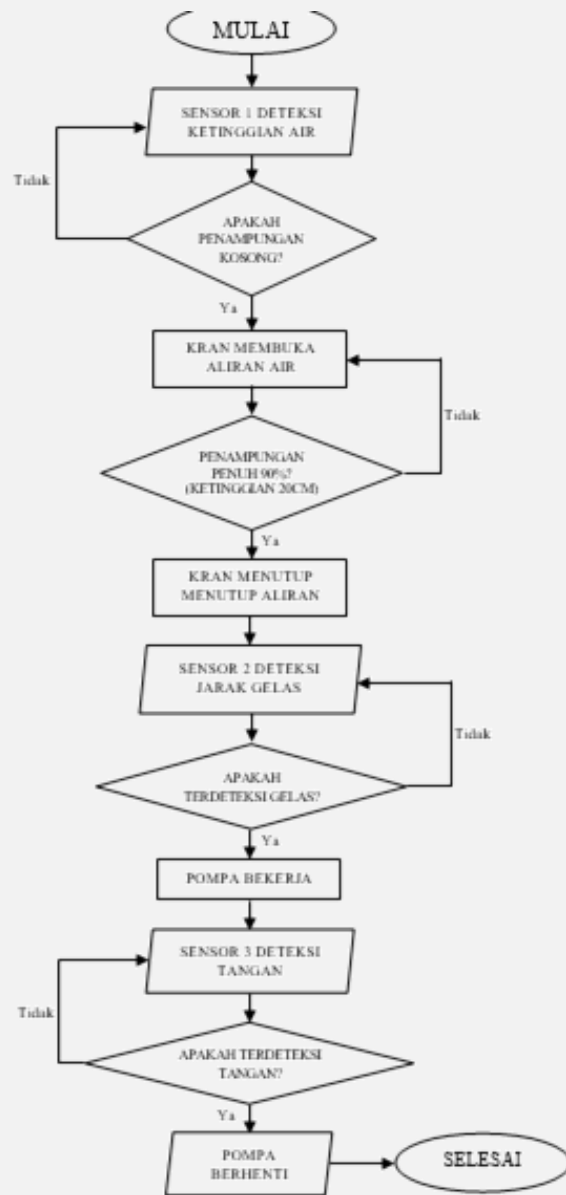 MULAI
SENSOR 1 DETEKSI
KETINGGIAN AIR
Tidak
APAKAH
PENAMPUNGAN
KOSONG?
Ya
KRAN MEMBUKA
ALIRAN AIR
Tidak
PENAMPUNGAN
PENUH 90%?
(KETINGGIAN 20CM)
Ya
KRAN MENUTUP
MENUTUP ALIRAN
SENSOR 2 DETEKSI
JARAK GELAS
Tidak
APAKAH
TERDETEKSI GELAS?
Ya
POMPA BEKERJA
SENSOR 3 DETEKSI
TANGAN
Tidak
APAKAH TERDETEKSI
TANGAN?
Ya
POMPA
BERHENTI
SELESAI